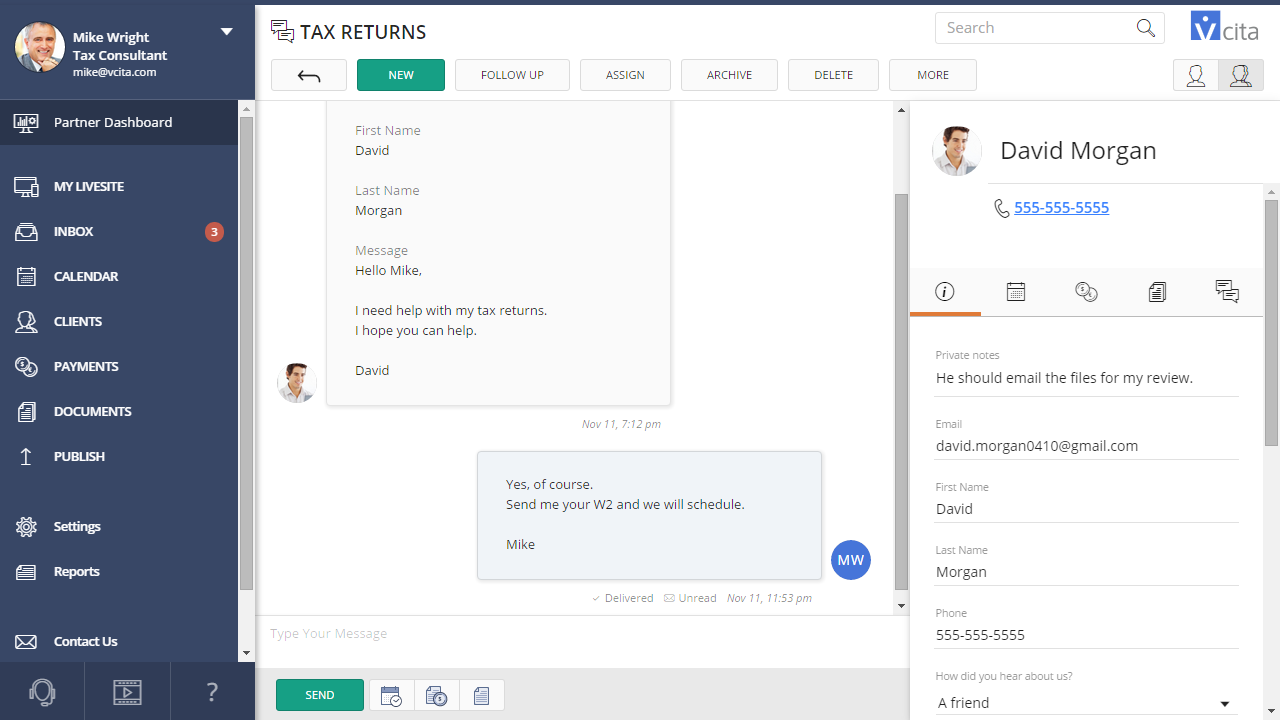 Mike Wright
Tax Consultant
mike@vcita.com
Partner Dashboard
MY LIVESITE
INBOX 3
CALENDAR
CLIENTS
PAYMENTS
DOCUMENTS
PUBLISH
Settings
Reports
Contact Us
?
TAX RETURNS
Search
vcita
NEW FOLLOW UP ASSIGN ARCHIVE DELETE MORE
First Name
David
Last Name
Morgan
Message
Hello Mike,
I need help with my tax returns.
I hope you can help.
David
Nov 11, 7:12 pm
Yes, of course.
Send me your W2 and we will schedule.
Mike
MW
Delivered Unread Nov 11, 11:53 pm
Type Your Message
SEND
David Morgan
555-555-5555
Private notes
He should email the files for my review.
Email
david.morgan0410@gmail.com
First Name
David
Last Name
Morgan
Phone
555-555-5555
How did you hear about us?
A friend